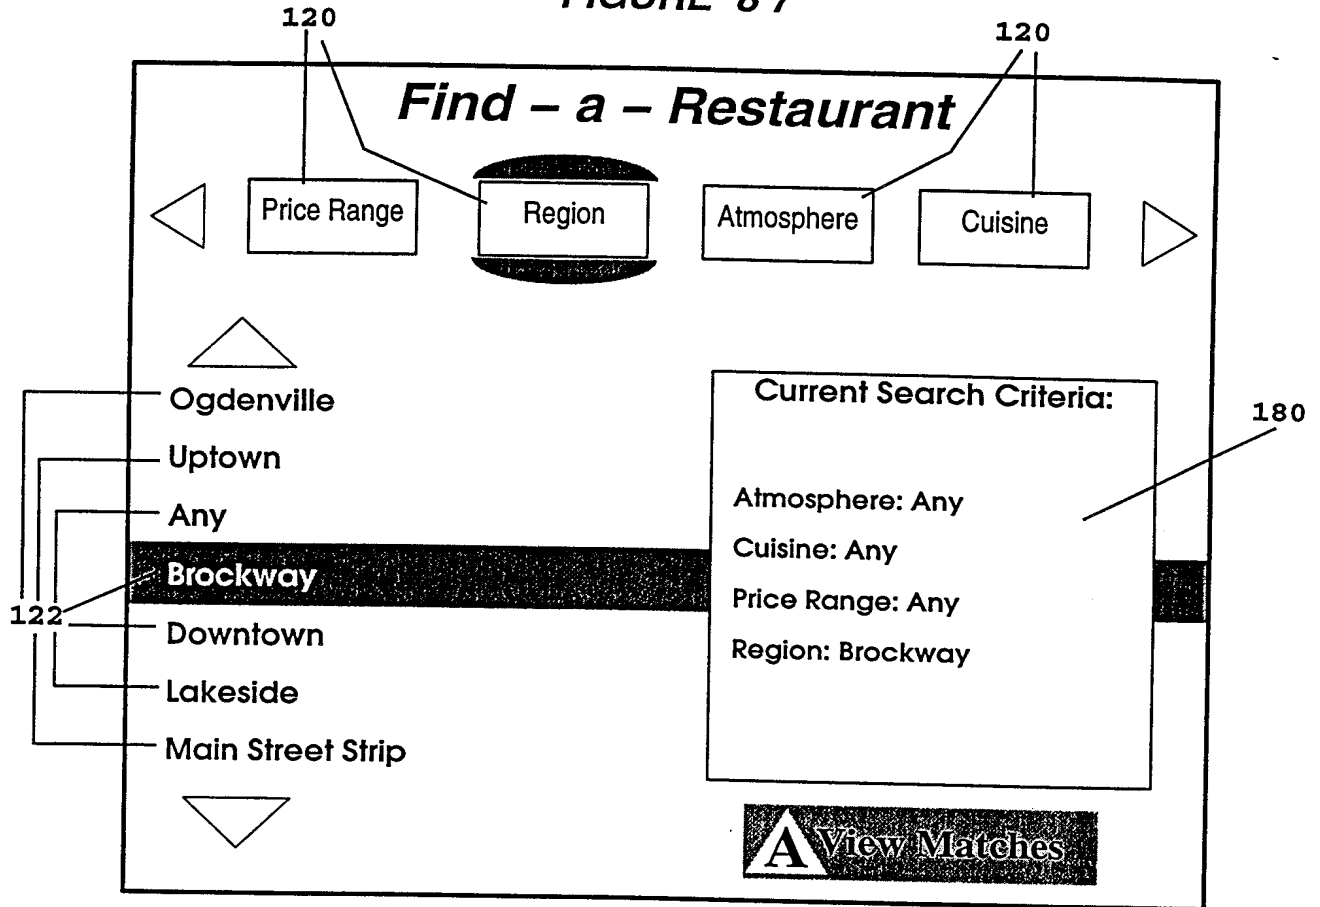 120
120
Find – a – Restaurant
Price Range
Region
Atmosphere
Cuisine
Ogdenville
Uptown
Any
Brockway
Downtown
Lakeside
Main Street Strip
122
Current Search Criteria:
180
Atmosphere: Any
Cuisine: Any
Price Range: Any
Region: Brockway
A View Matches